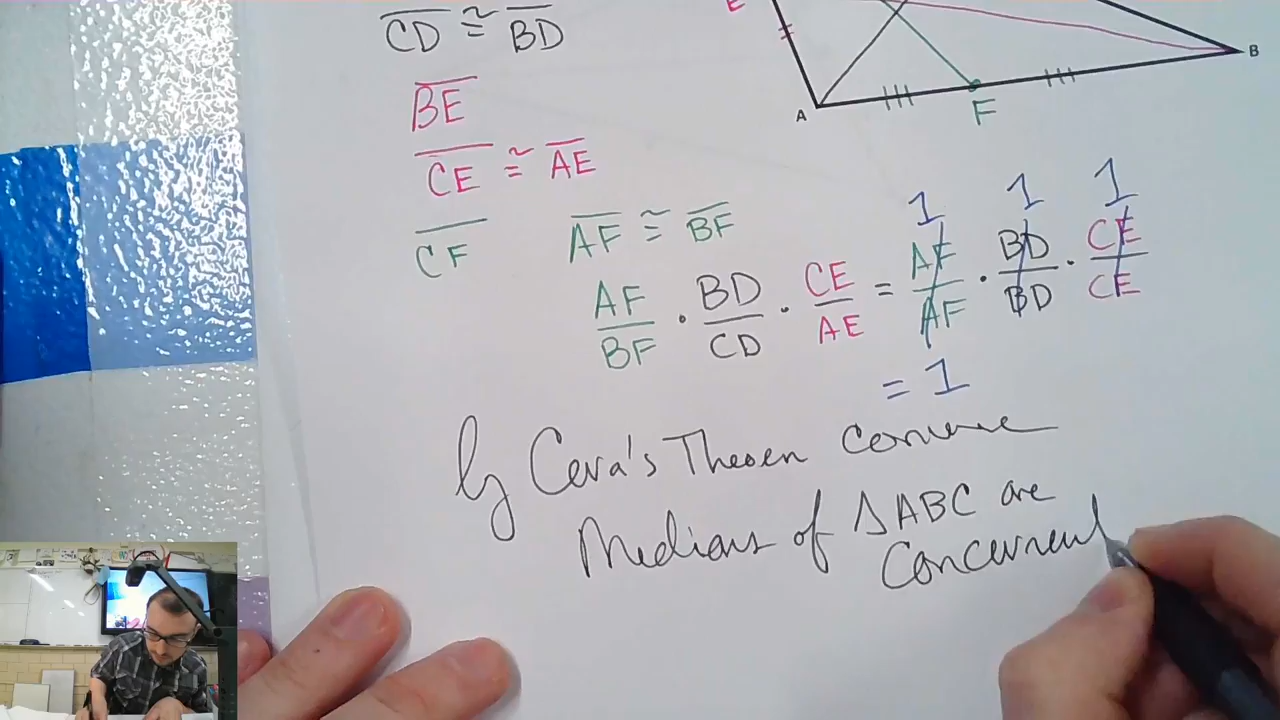 CD ≅ BD
BE
CE ≅ AE
CF AF ≅ BF
1 1 1
AF/BF · BD/CD · CE/AE = AF/AF · BD/BD · CE/CE
= 1
by Ceva's Theorem Converse
Medians of △ABC are
Concurrent
E
A
F
B